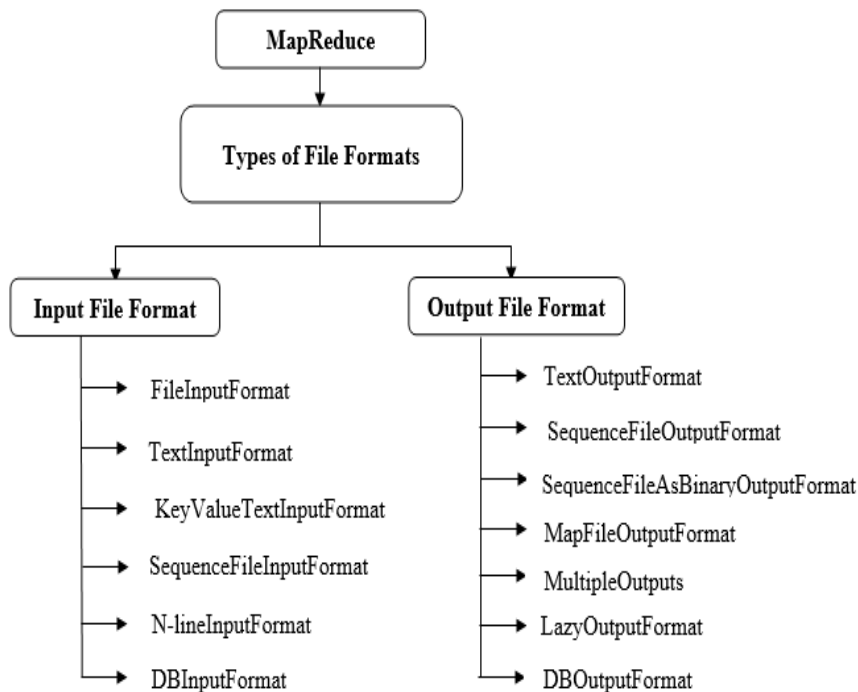 MapReduce
Types of File Formats
Input File Format
FileInputFormat
TextInputFormat
KeyValueTextInputFormat
SequenceFileInputFormat
N-lineInputFormat
DBInputFormat
Output File Format
TextOutputFormat
SequenceFileOutputFormat
SequenceFileAsBinaryOutputFormat
MapFileOutputFormat
MultipleOutputs
LazyOutputFormat
DBOutputFormat